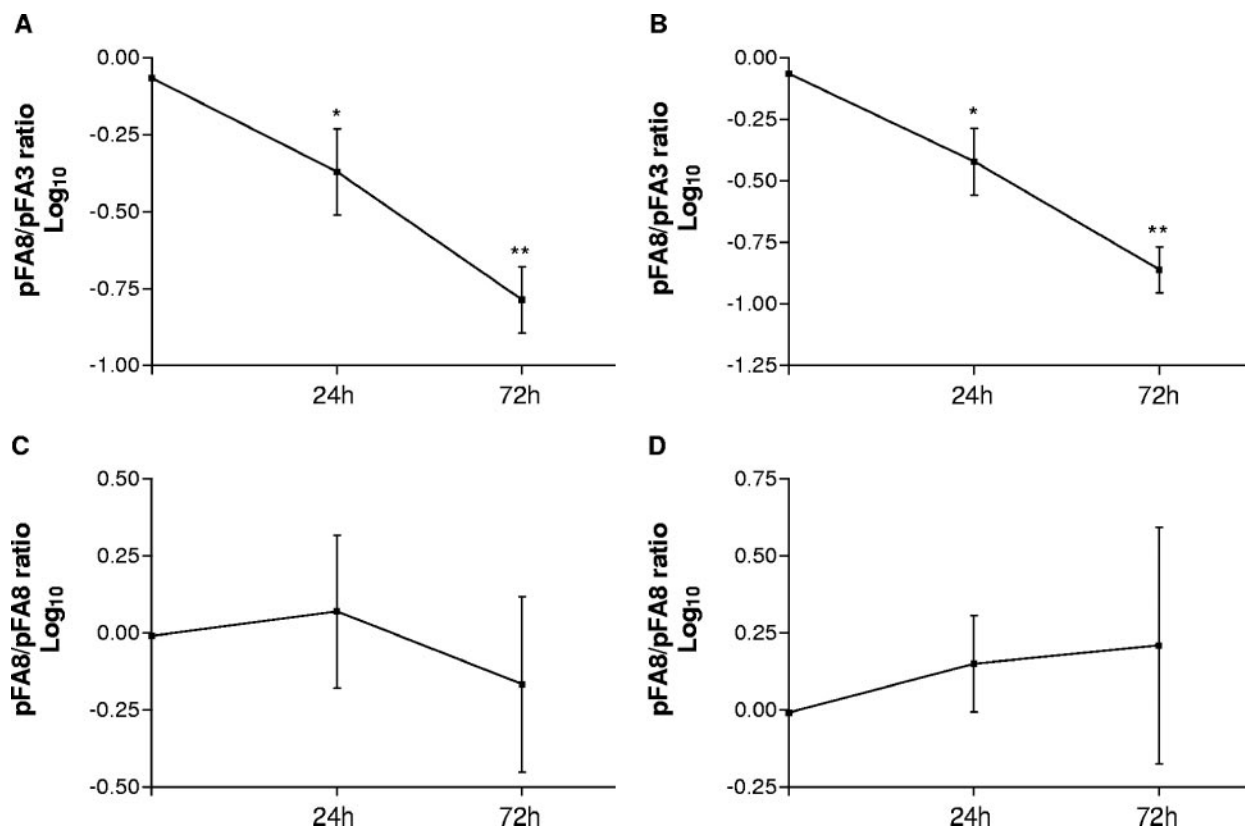 A
pFA8/pFA3 ratio
Log10
0.00
-0.25
-0.50
-0.75
-1.00
*
**
24h
72h
B
pFA8/pFA3 ratio
Log10
0.00
-0.25
-0.50
-0.75
-1.00
-1.25
*
**
24h
72h
C
pFA8/pFA8 ratio
Log10
0.50
0.25
0.00
-0.25
-0.50
24h
72h
D
pFA8/pFA8 ratio
Log10
0.75
0.50
0.25
0.00
-0.25
24h
72h